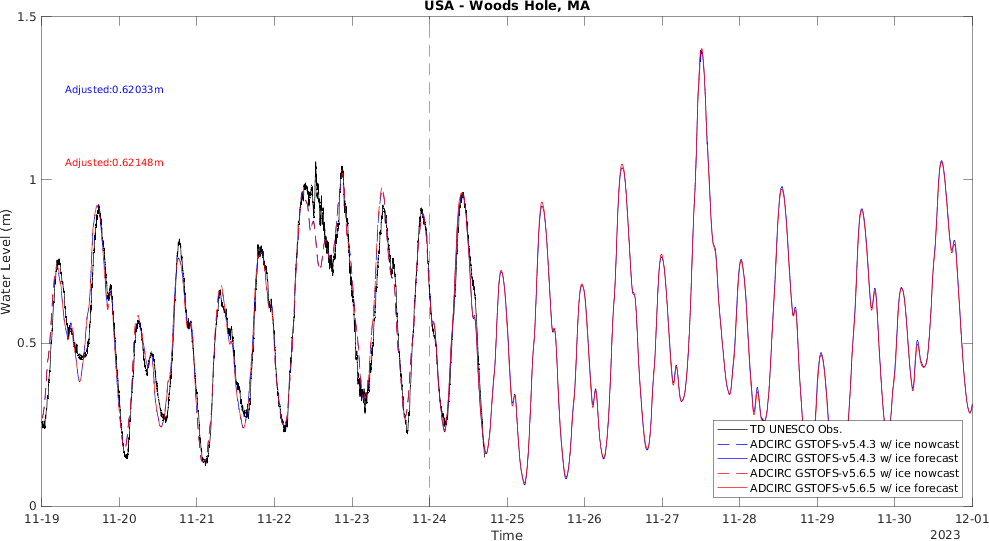 USA - Woods Hole, MA
1.5
1
0.5
0
Water Level (m)
Adjusted:0.62033m
Adjusted:0.62148m
TD UNESCO Obs.
ADCIRC GSTOFS-v5.4.3 w/ ice nowcast
ADCIRC GSTOFS-v5.4.3 w/ ice forecast
ADCIRC GSTOFS-v5.6.5 w/ ice nowcast
ADCIRC GSTOFS-v5.6.5 w/ ice forecast
11-19 11-20 11-21 11-22 11-23 11-24 11-25 11-26 11-27 11-28 11-29 11-30 12-01
Time
2023